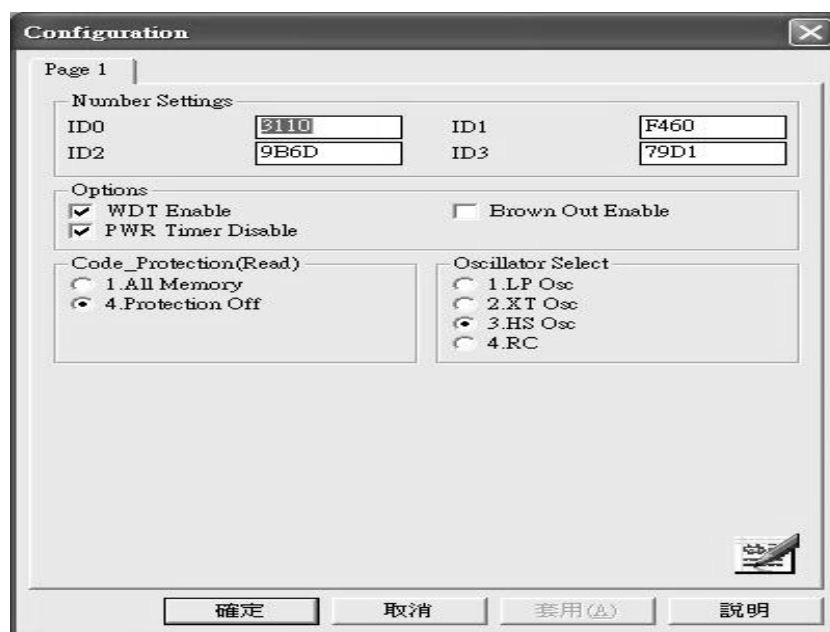 Configuration
Page 1
Number Settings
ID0 3110 ID1 F460
ID2 9B6D ID3 79D1
Options
WDT Enable Brown Out Enable
PWR Timer Disable
Code_Protection(Read)
1.All Memory
4.Protection Off
Oscillator Select
1.LP Osc
2.XT Osc
3.HS Osc
4.RC
確定 取消 套用(A) 說明